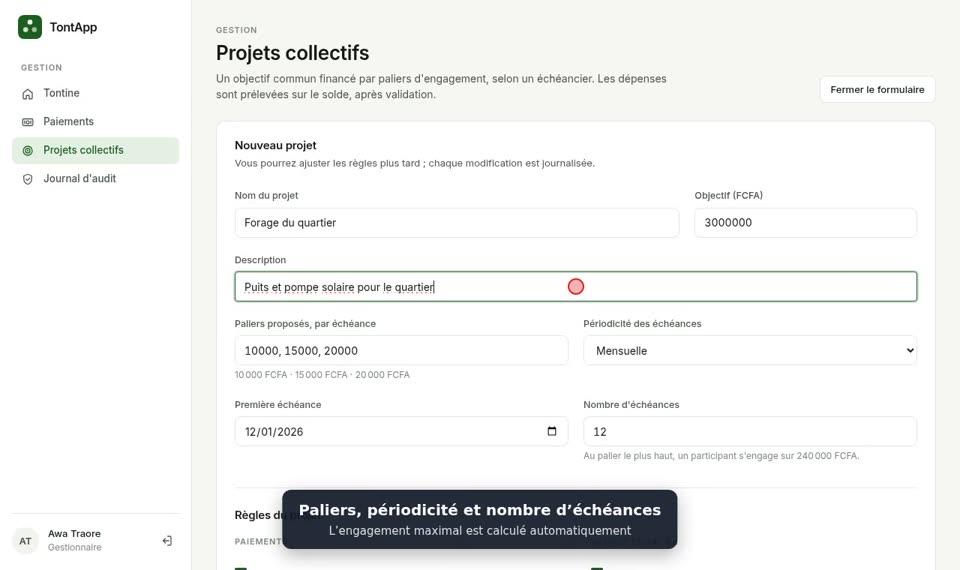 TontApp
GESTION
Tontine
Paiements
Projets collectifs
Journal d'audit
AT
Awa Traore
Gestionnaire
GESTION
Projets collectifs
Un objectif commun financé par paliers d'engagement, selon un échéancier. Les dépenses
sont prélevées sur le solde, après validation.
Fermer le formulaire
Nouveau projet
Vous pourrez ajuster les règles plus tard ; chaque modification est journalisée.
Nom du projet
Objectif (FCFA)
Forage du quartier
3000000
Description
Puits et pompe solaire pour le quartier
Paliers proposés, par échéance
Périodicité des échéances
10000, 15000, 20000
Mensuelle
10 000 FCFA · 15 000 FCFA · 20 000 FCFA
Première échéance
Nombre d'échéances
12/01/2026
12
Au palier le plus haut, un participant s'engage sur 240 000 FCFA.
Règles du
PAIEMENT
Paliers, périodicité et nombre d’échéances
L’engagement maximal est calculé automatiquement